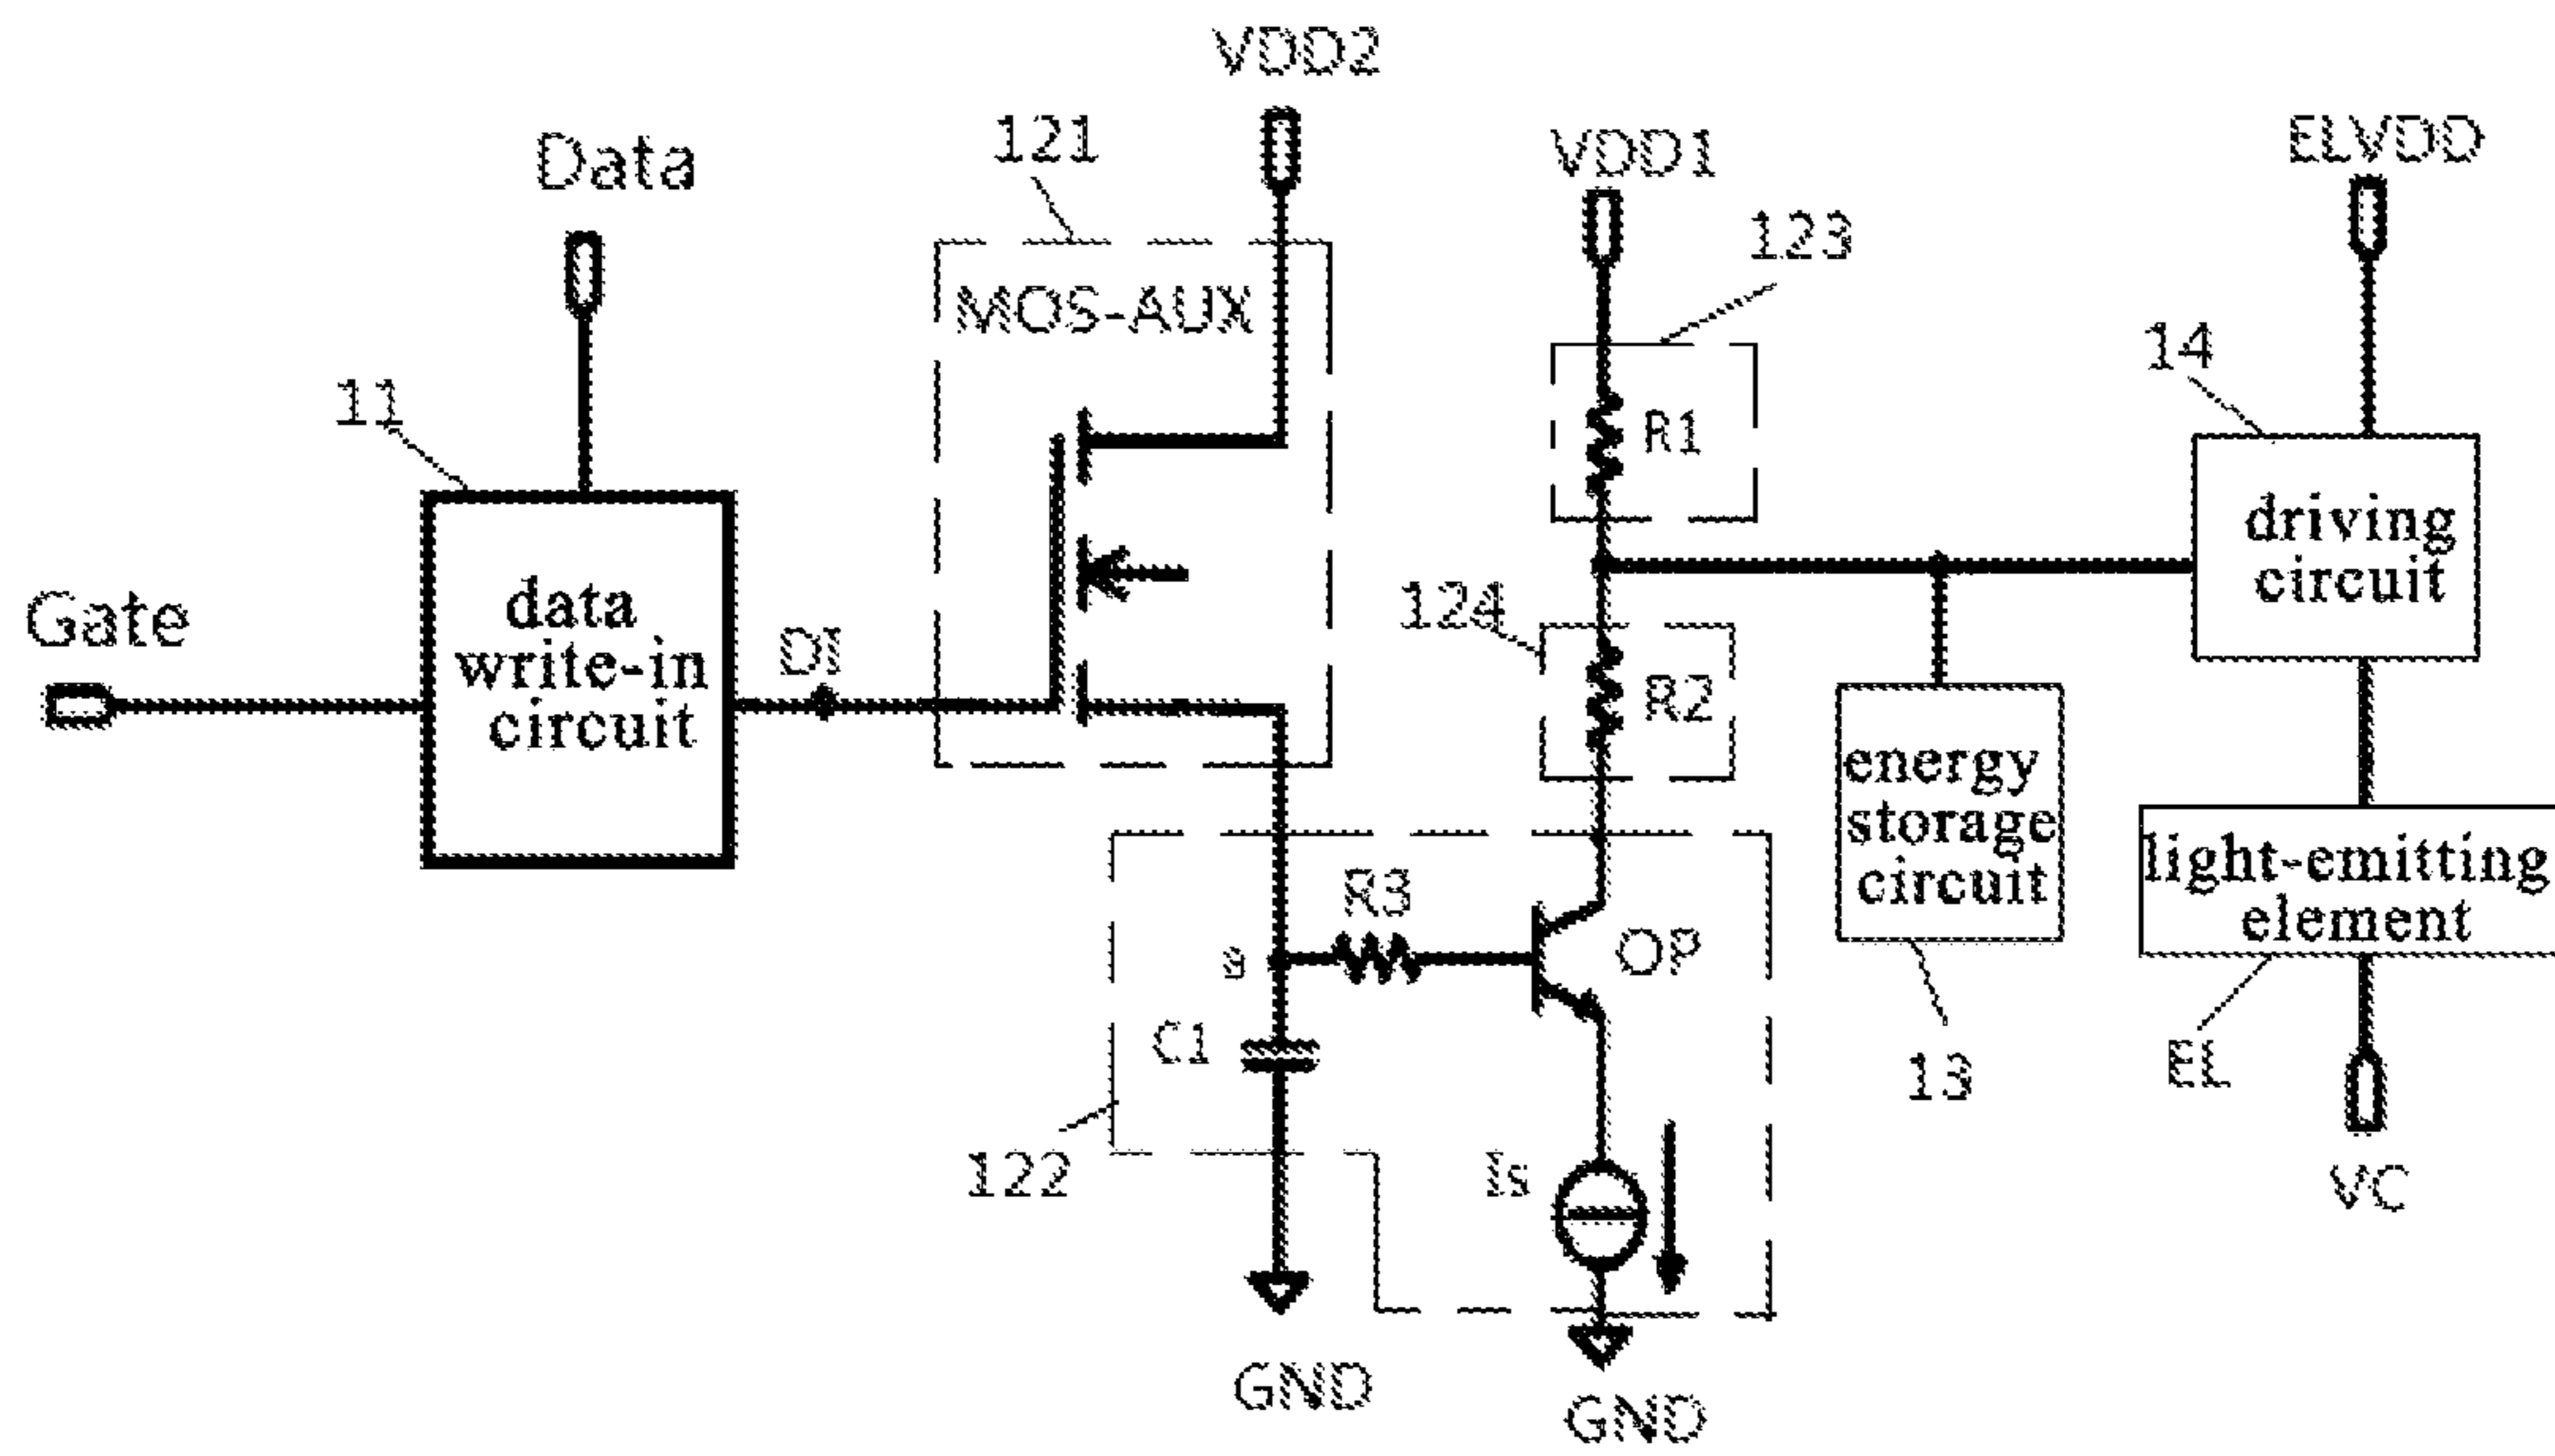 VDD2
Data
121
VDD1
ELVDD
123
MOS-AUX
14
11
R1
driving
circuit
Gate
data
write-in
circuit
DI
124
R2
energy
storage
circuit
light-emitting
element
R3
a
OP
C1
13
EL
122
Is
VC
GND
GND